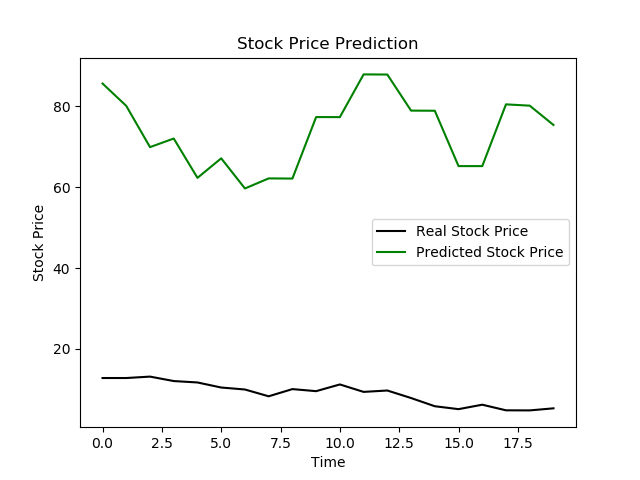 Stock Price Prediction
Stock Price
80
60
40
20
Real Stock Price
Predicted Stock Price
0.0 2.5 5.0 7.5 10.0 12.5 15.0 17.5
Time